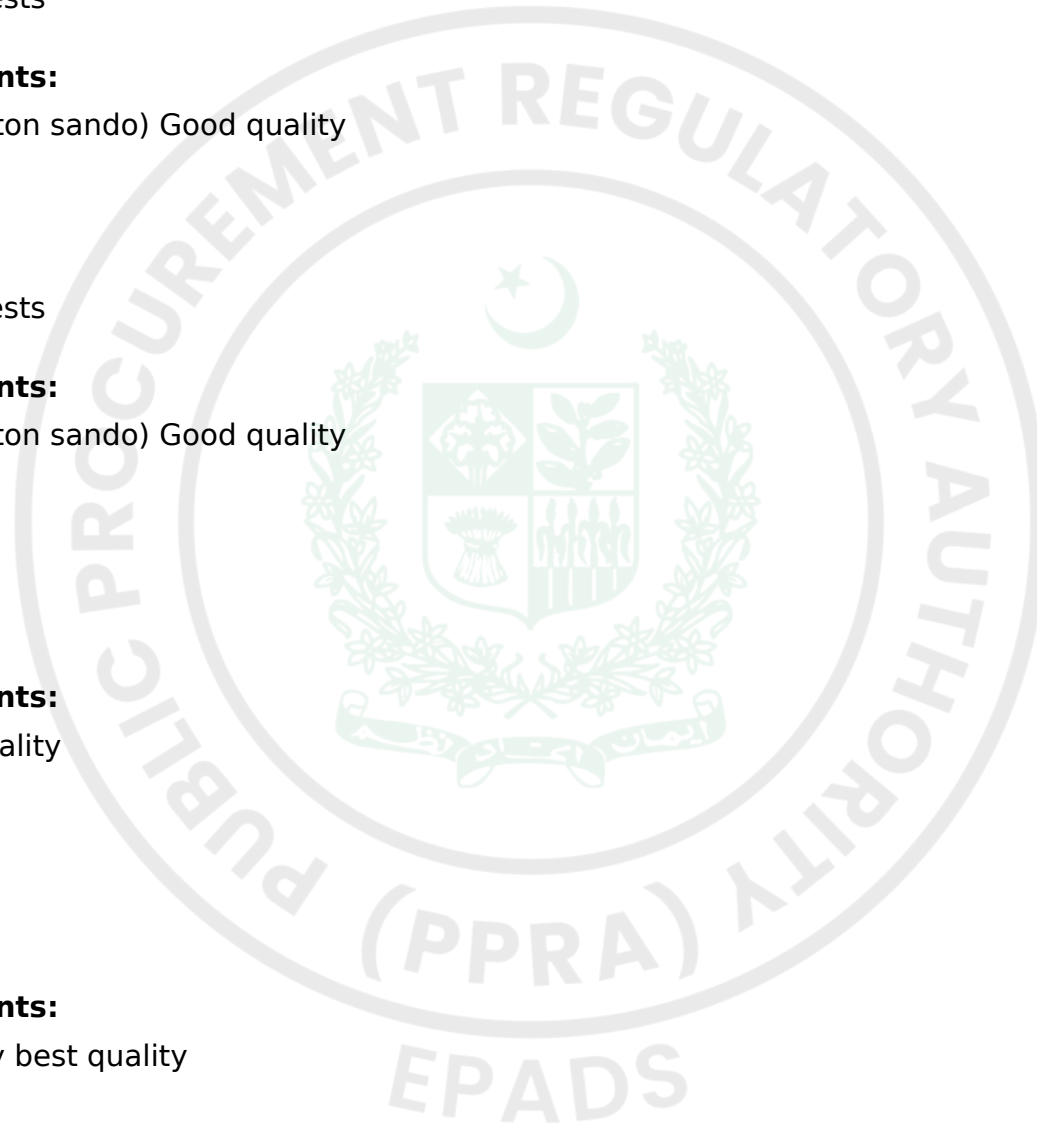 ests
nts:
ton sando) Good quality
ests
nts:
ton sando) Good quality
nts:
ality
nts:
best quality
PUBLIC PROCUREMENT REGULATORY AUTHORITY
(PPRA)
EPADS